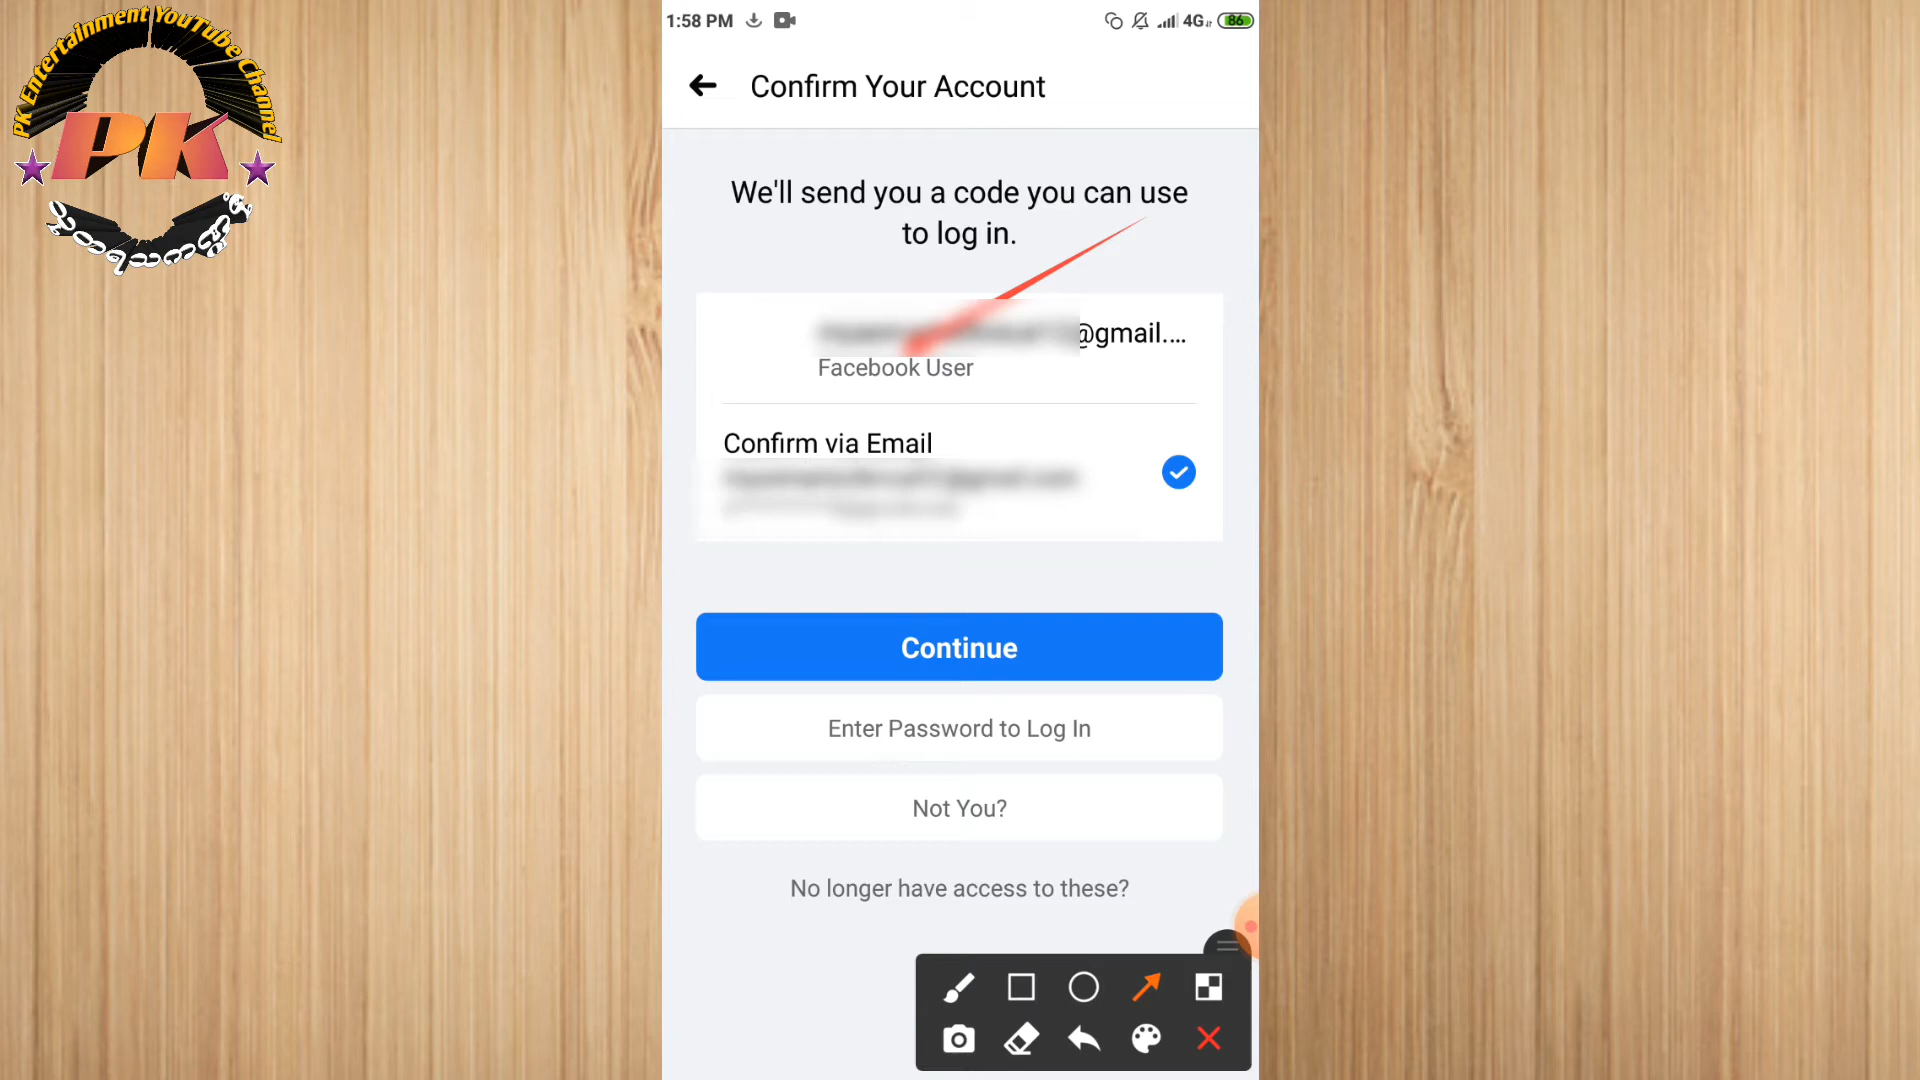 PK Entertainment YouTube Channel
PK
1:58 PM
4G
86
Confirm Your Account
We'll send you a code you can use
to log in.
@gmail....
Facebook User
Confirm via Email
Continue
Enter Password to Log In
Not You?
No longer have access to these?